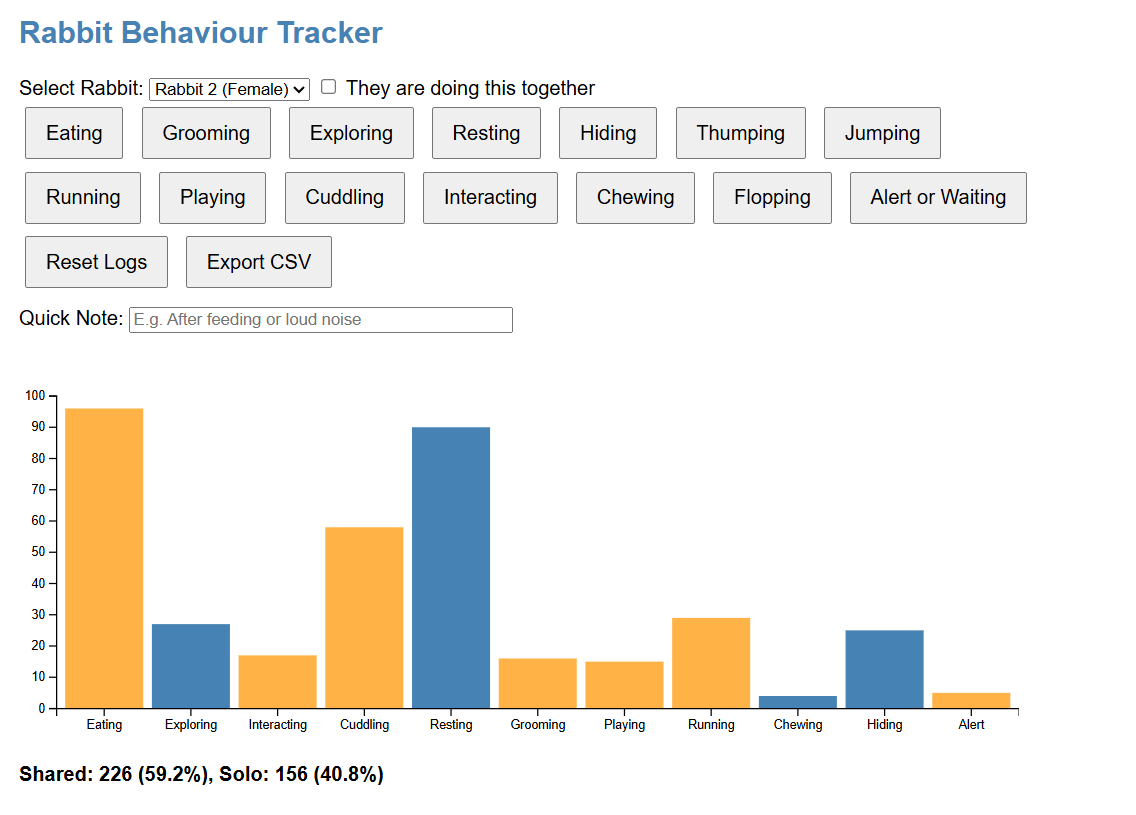 Rabbit Behaviour Tracker
Select Rabbit: Rabbit 2 (Female) They are doing this together
Eating Grooming Exploring Resting Hiding Thumping Jumping
Running Playing Cuddling Interacting Chewing Flopping Alert or Waiting
Reset Logs Export CSV
Quick Note: E.g. After feeding or loud noise
100
90
80
70
60
50
40
30
20
10
0
Eating Exploring Interacting Cuddling Resting Grooming Playing Running Chewing Hiding Alert
Shared: 226 (59.2%), Solo: 156 (40.8%)